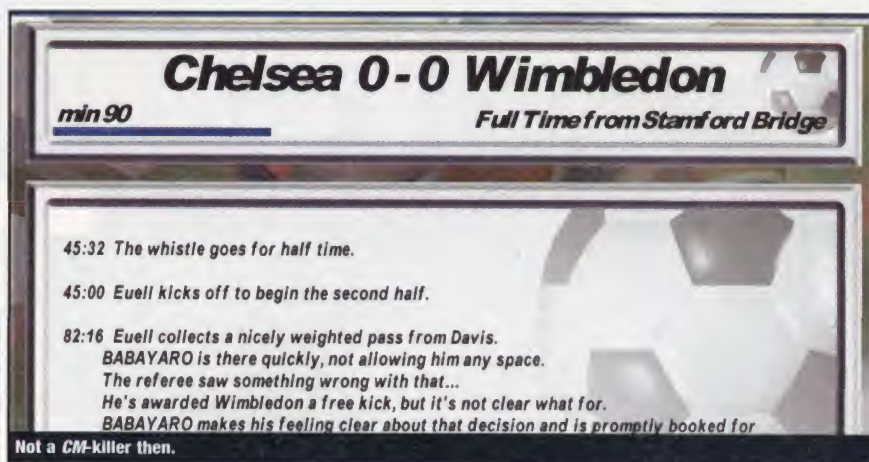 Chelsea 0-0 Wimbledon
min 90
Full Time from Stamford Bridge
45:32 The whistle goes for half time.
45:00 Euell kicks off to begin the second half.
82:16 Euell collects a nicely weighted pass from Davis.
BABAYARO is there quickly, not allowing him any space.
The referee saw something wrong with that...
He's awarded Wimbledon a free kick, but it's not clear what for.
BABAYARO makes his feeling clear about that decision and is promptly booked for
Not a CM-killer then.